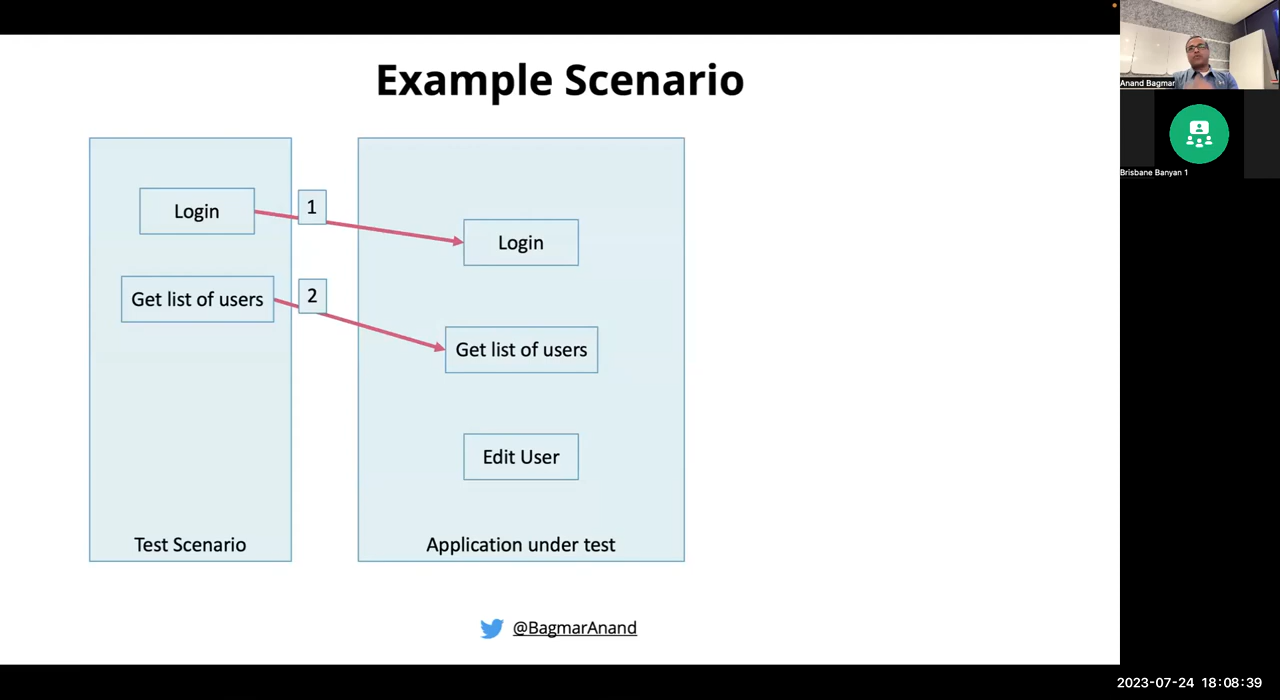 Example Scenario
Login
1
Login
Get list of users
2
Get list of users
Edit User
Test Scenario
Application under test
@BagmarAnand
Anand Bagmar
Brisbane Banyan 1
2023-07-24 18:08:39